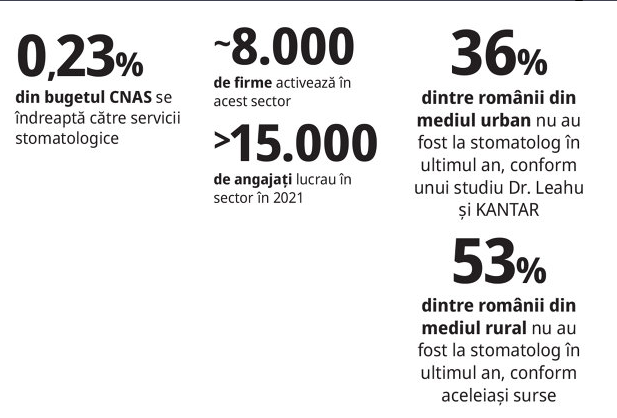 0,23%
din bugetul CNAS se
îndreaptă către servicii
stomatologice
~8.000
de firme activează în
acest sector
>15.000
de angajați lucrau în
sector în 2021
36%
dintre românii din
mediul urban nu au
fost la stomatolog în
ultimul an, conform
unui studiu Dr. Leahu
și KANTAR
53%
dintre românii din
mediul rural nu au
fost la stomatolog în
ultimul an, conform
aceleiași surse